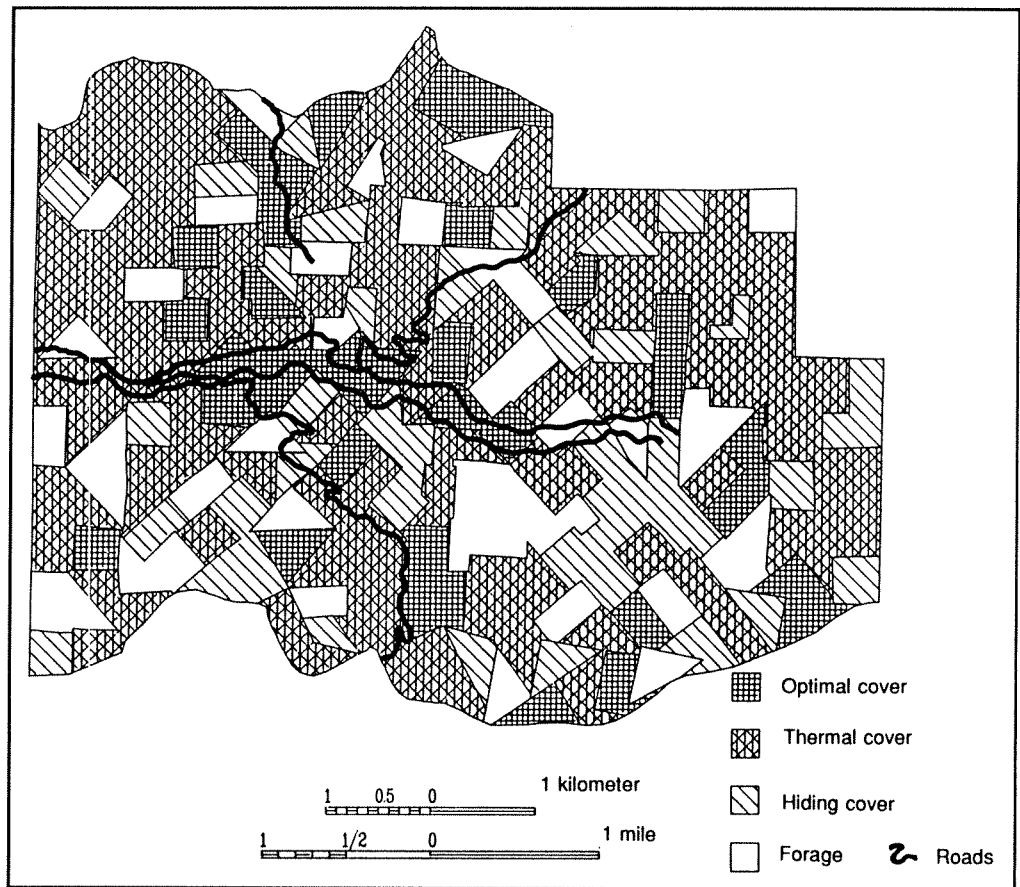 Optimal cover
Thermal cover
1 kilometer
1 0.5 0
Hiding cover
1 mile
1 1/2 0
Forage
Roads